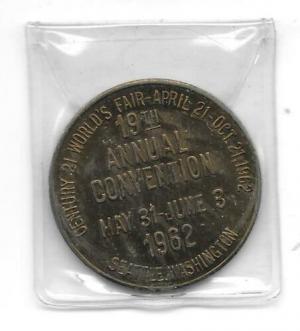 CENTURY 21 WORLD'S FAIR-APRIL 21-OCT. 21, 1962
19TH
ANNUAL
CONVENTION
MAY 31-JUNE 3
1962
SEATTLE, WASHINGTON